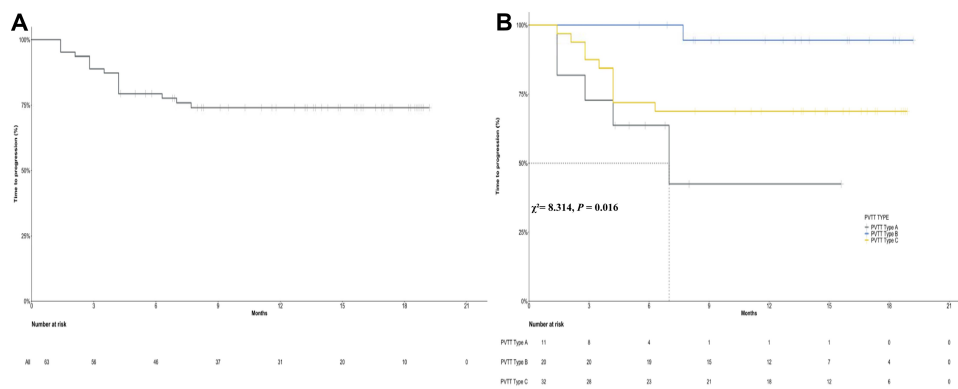 A
Time to progression (%)
100%
75%
50%
25%
0%
0 3 6 9 12 15 18 21
Months
Number at risk
All 63 56 46 37 31 20 10 0
B
Time to progression (%)
100%
75%
50%
25%
0%
χ²= 8.314, P = 0.016
PVTT TYPE
PVTT Type A
PVTT Type B
PVTT Type C
0 3 6 9 12 15 18 21
Months
Number at risk
PVTT Type A 11 8 4 1 1 1 0 0
PVTT Type B 20 20 19 15 12 7 4 0
PVTT Type C 32 28 23 21 18 12 6 0